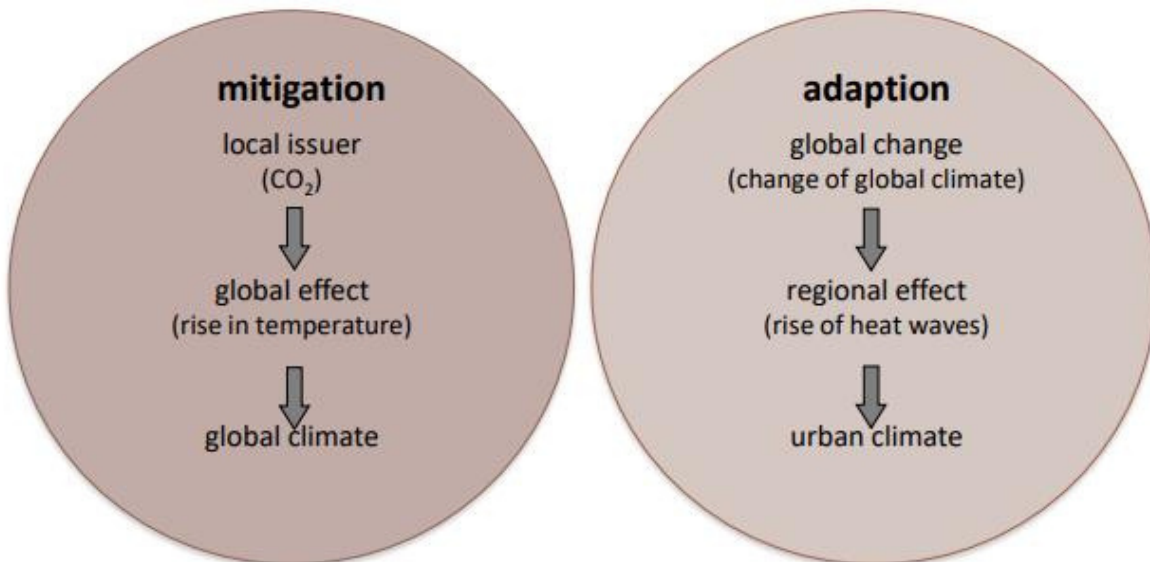 mitigation
local issuer
(CO₂)
global effect
(rise in temperature)
global climate
adaption
global change
(change of global climate)
regional effect
(rise of heat waves)
urban climate